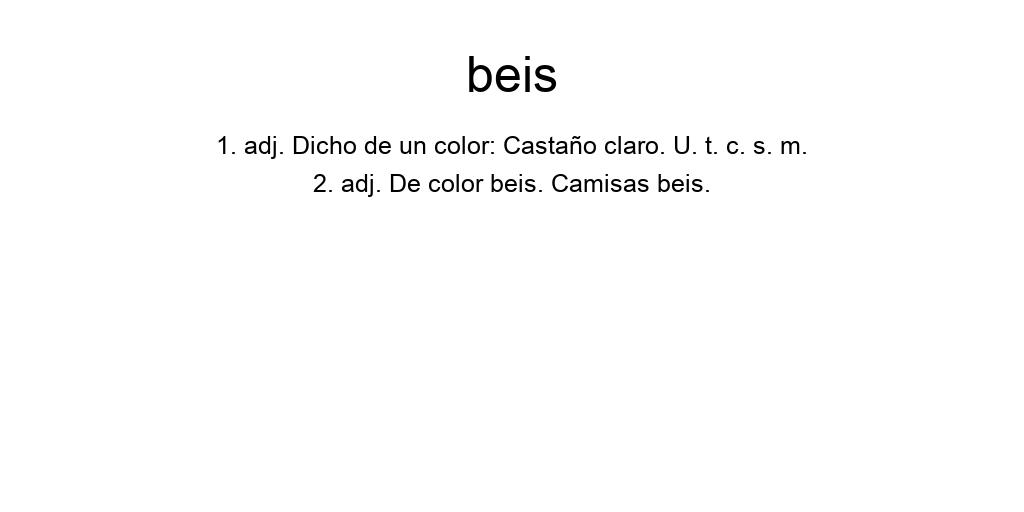 beis
1. adj. Dicho de un color: Castaño claro. U. t. c. s. m.
2. adj. De color beis. Camisas beis.